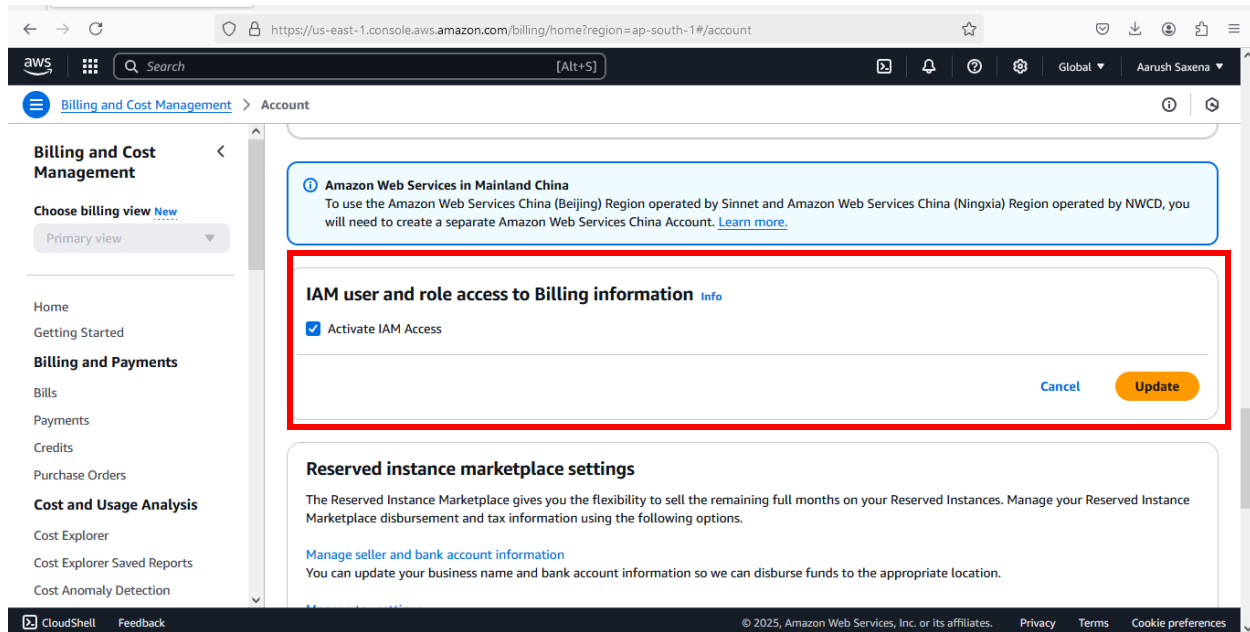 https://us-east-1.console.aws.amazon.com/billing/home?region=ap-south-1#/account
aws
Search
[Alt+S]
Global
Aarush Saxena
Billing and Cost Management > Account
Billing and Cost
Management
Choose billing view New
Primary view
Home
Getting Started
Billing and Payments
Bills
Payments
Credits
Purchase Orders
Cost and Usage Analysis
Cost Explorer
Cost Explorer Saved Reports
Cost Anomaly Detection
Amazon Web Services in Mainland China
To use the Amazon Web Services China (Beijing) Region operated by Sinnet and Amazon Web Services China (Ningxia) Region operated by NWCD, you
will need to create a separate Amazon Web Services China Account. Learn more.
IAM user and role access to Billing information Info
Activate IAM Access
Cancel
Update
Reserved instance marketplace settings
The Reserved Instance Marketplace gives you the flexibility to sell the remaining full months on your Reserved Instances. Manage your Reserved Instance
Marketplace disbursement and tax information using the following options.
Manage seller and bank account information
You can update your business name and bank account information so we can disburse funds to the appropriate location.
CloudShell
Feedback
© 2025, Amazon Web Services, Inc. or its affiliates.
Privacy
Terms
Cookie preferences